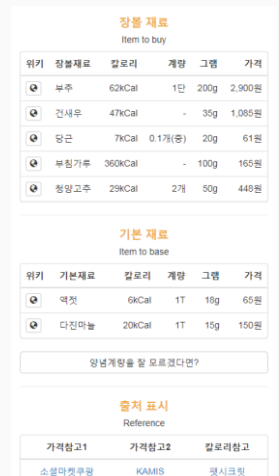 장볼 재료
Item to buy
위키 장볼재료 칼로리 계량 그램 가격
부추 62kCal 1단 200g 2,900원
건새우 47kCal - 35g 1,085원
당근 7kCal 0.1개(중) 20g 61원
부침가루 360kCal - 100g 165원
청양고추 29kCal 2개 50g 448원
기본 재료
Item to base
위키 기본재료 칼로리 계량 그램 가격
액젓 6kCal 1T 18g 65원
다진마늘 20kCal 1T 15g 150원
양념계량을 잘 모르겠다면?
출처 표시
Reference
가격참고1 가격참고2 칼로리참고
소셜마켓쿠팡 KAMIS 팻시크릿